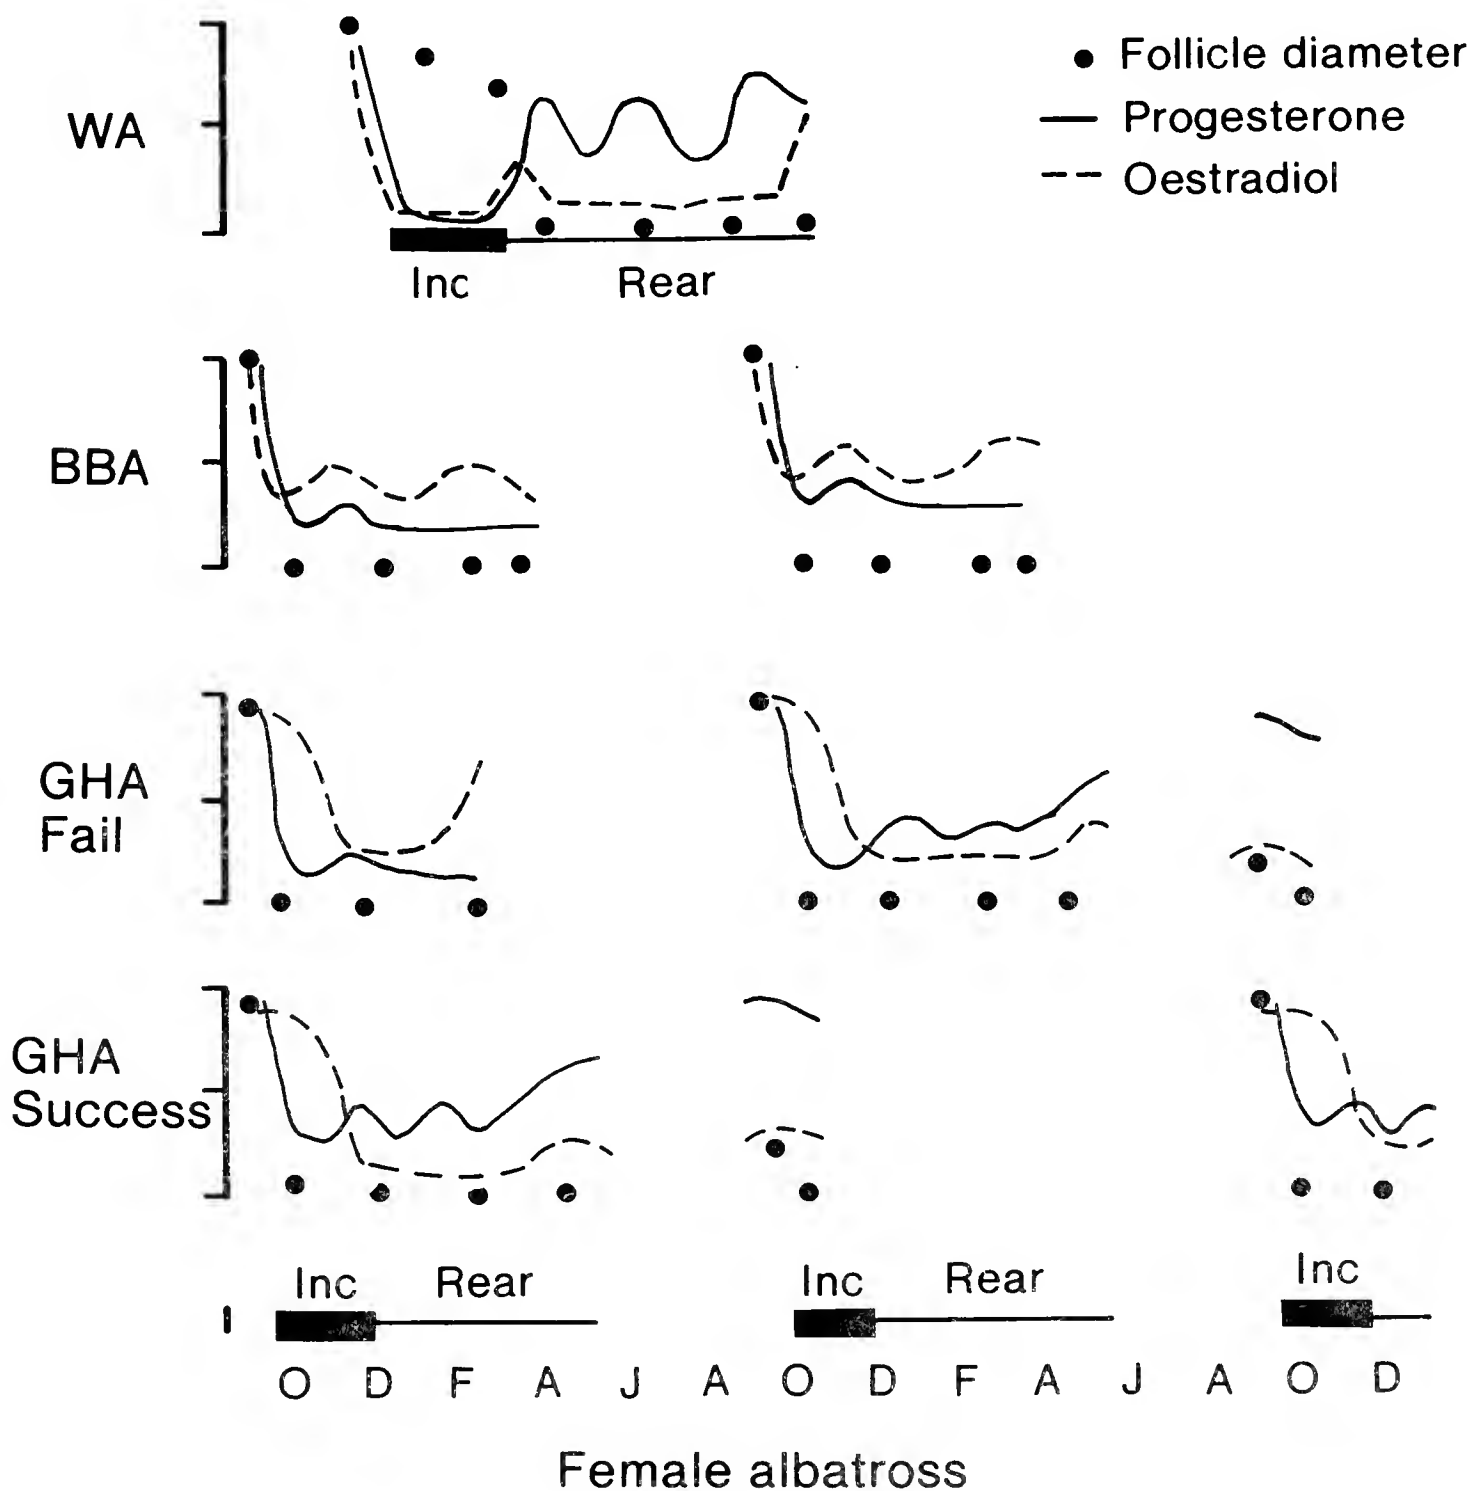 Follicle diameter
Progesterone
Oestradiol
WA
Inc Rear
BBA
GHA
Fail
GHA
Success
Inc Rear Inc Rear Inc
O D F A J A O D F A J A O D
Female albatross